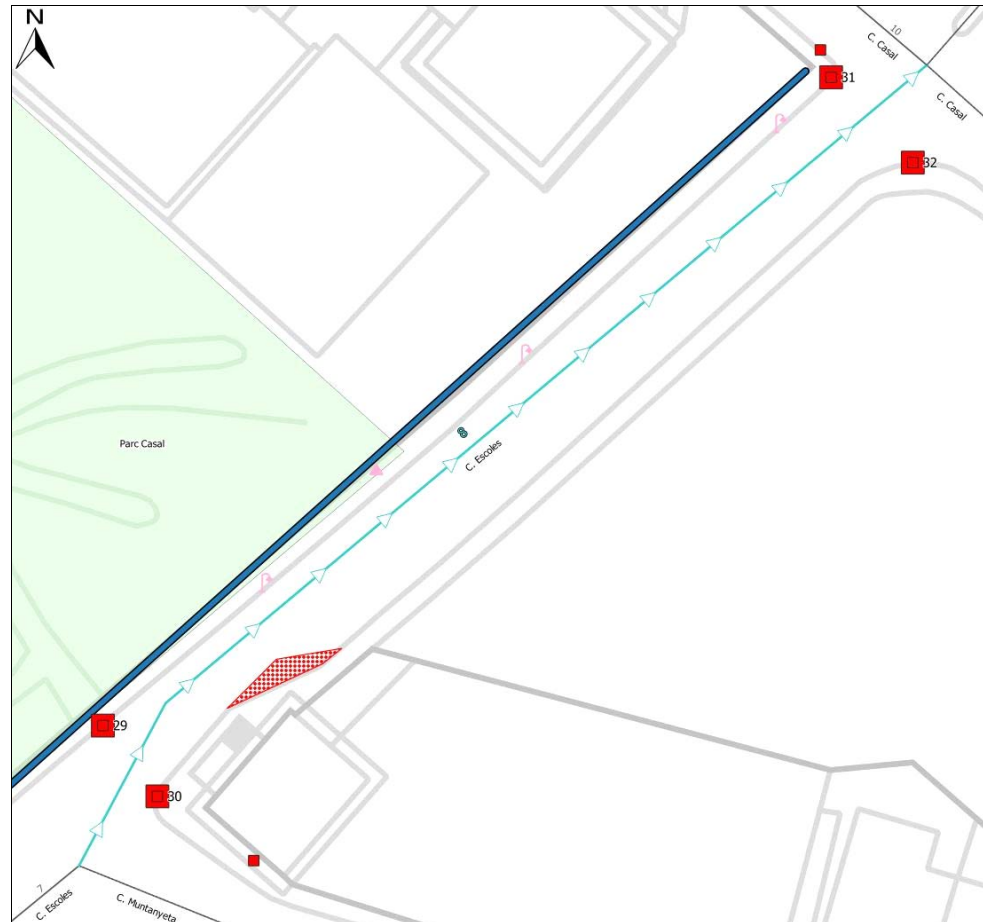 N
10
C. Casal
31
C. Casal
32
8
C. Escoles
Parc Casal
29
30
7
C. Escoles
C. Muntanyeta